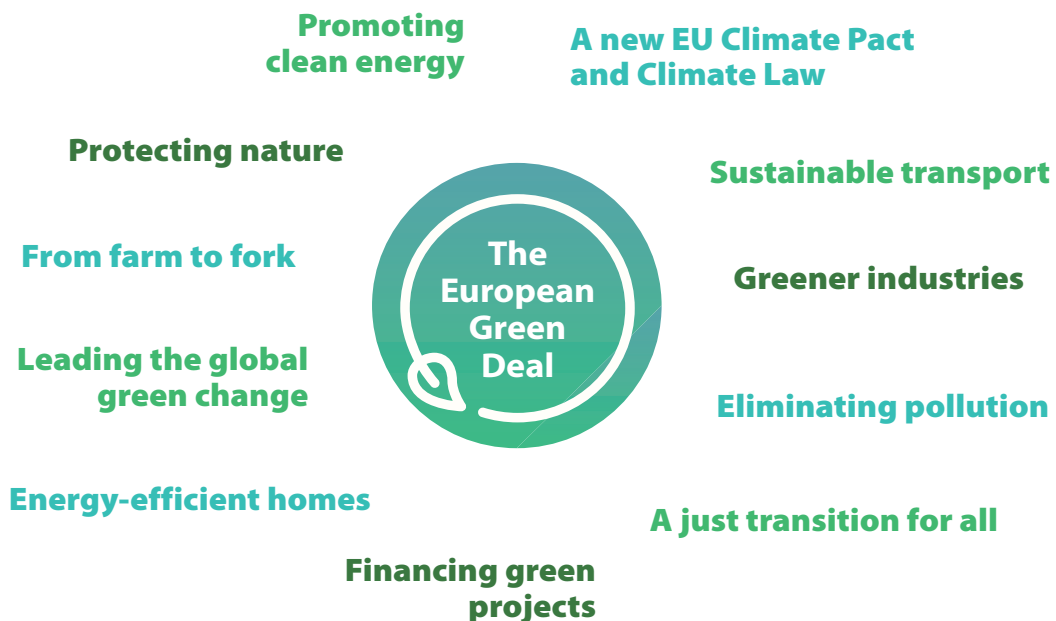 Promoting
clean energy
A new EU Climate Pact
and Climate Law
Protecting nature
Sustainable transport
From farm to fork
The
European
Green
Deal
Greener industries
Leading the global
green change
Eliminating pollution
Energy-efficient homes
A just transition for all
Financing green
projects